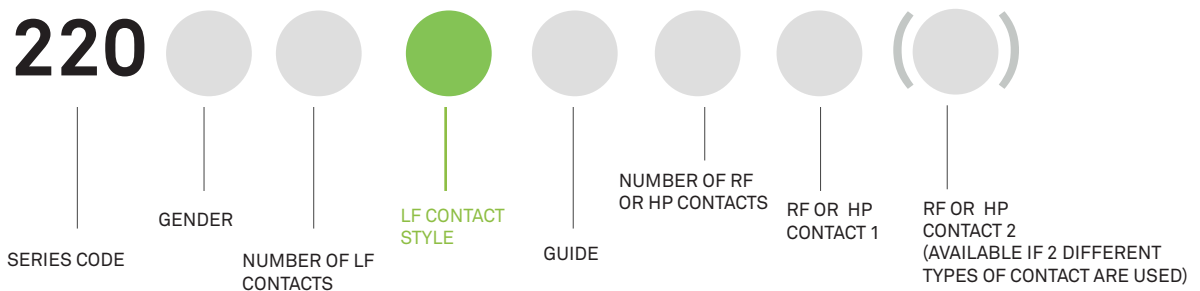 220
SERIES CODE
GENDER
NUMBER OF LF
CONTACTS
LF CONTACT
STYLE
GUIDE
NUMBER OF RF
OR HP CONTACTS
RF OR HP
CONTACT 1
RF OR HP
CONTACT 2
(AVAILABLE IF 2 DIFFERENT
TYPES OF CONTACT ARE USED)